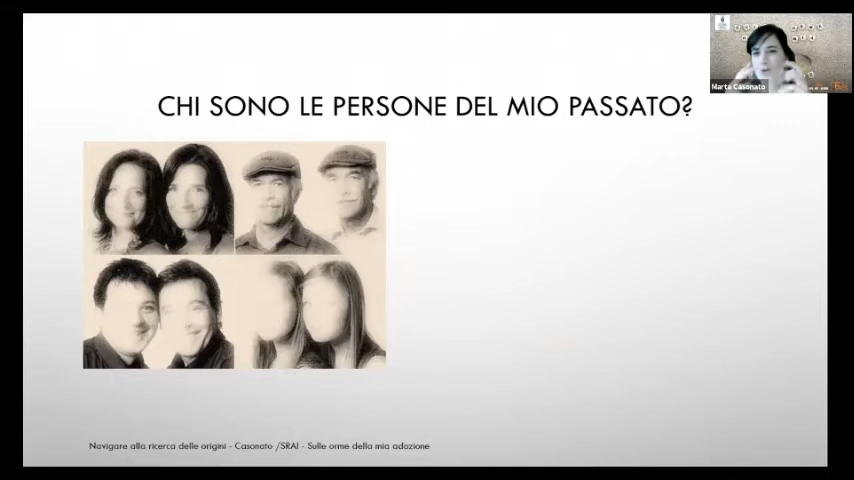 CHI SONO LE PERSONE DEL MIO PASSATO?
Marta Casonato
Navigare alla ricerca delle origini - Casonato /SRAI - Sulle orme della mia adozione